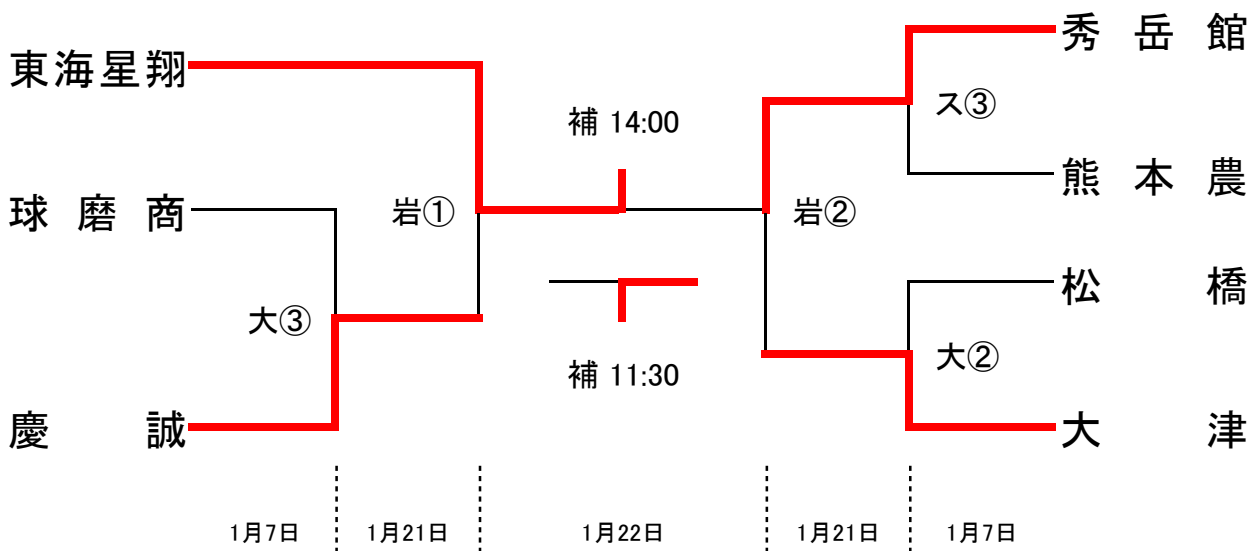 東海星翔
球磨商
慶誠
大③
岩①
補 14:00
補 11:30
岩②
ス③
大②
秀岳館
熊本農
松橋
大津
1月7日
1月21日
1月22日
1月21日
1月7日